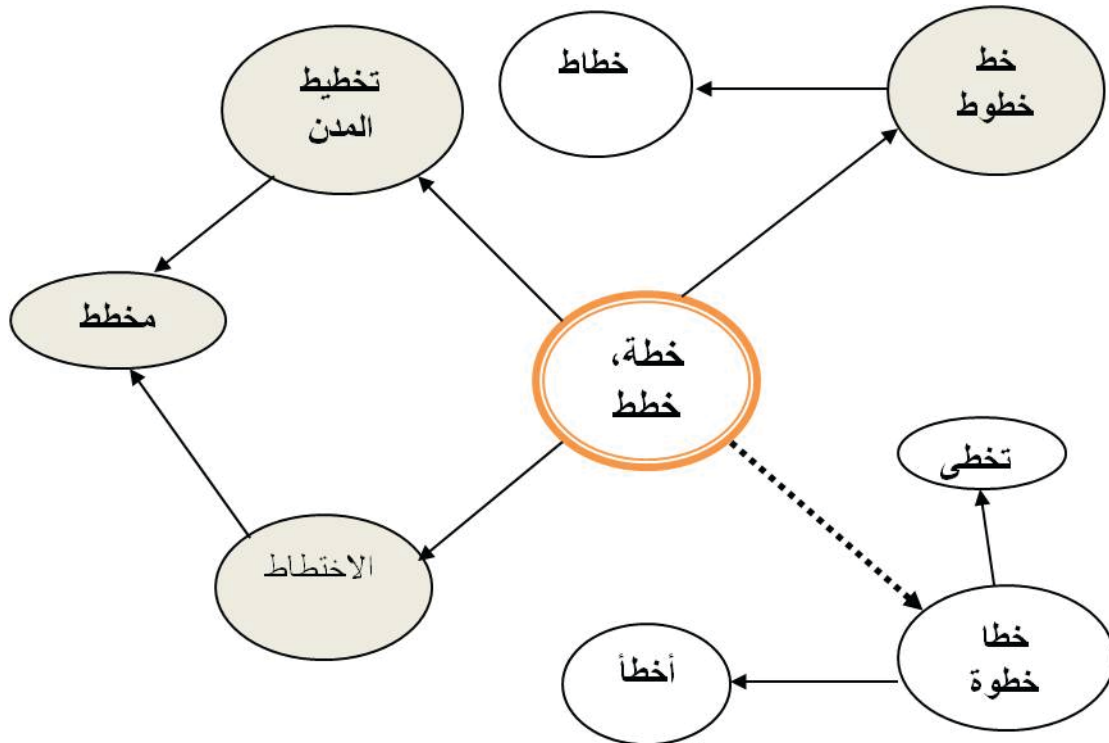 خط
خطوط
خطاط
تخطيط
المدن
مخطط
خطة،
خطط
تخطى
الاختطاط
خطا
خطوة
أخطأ